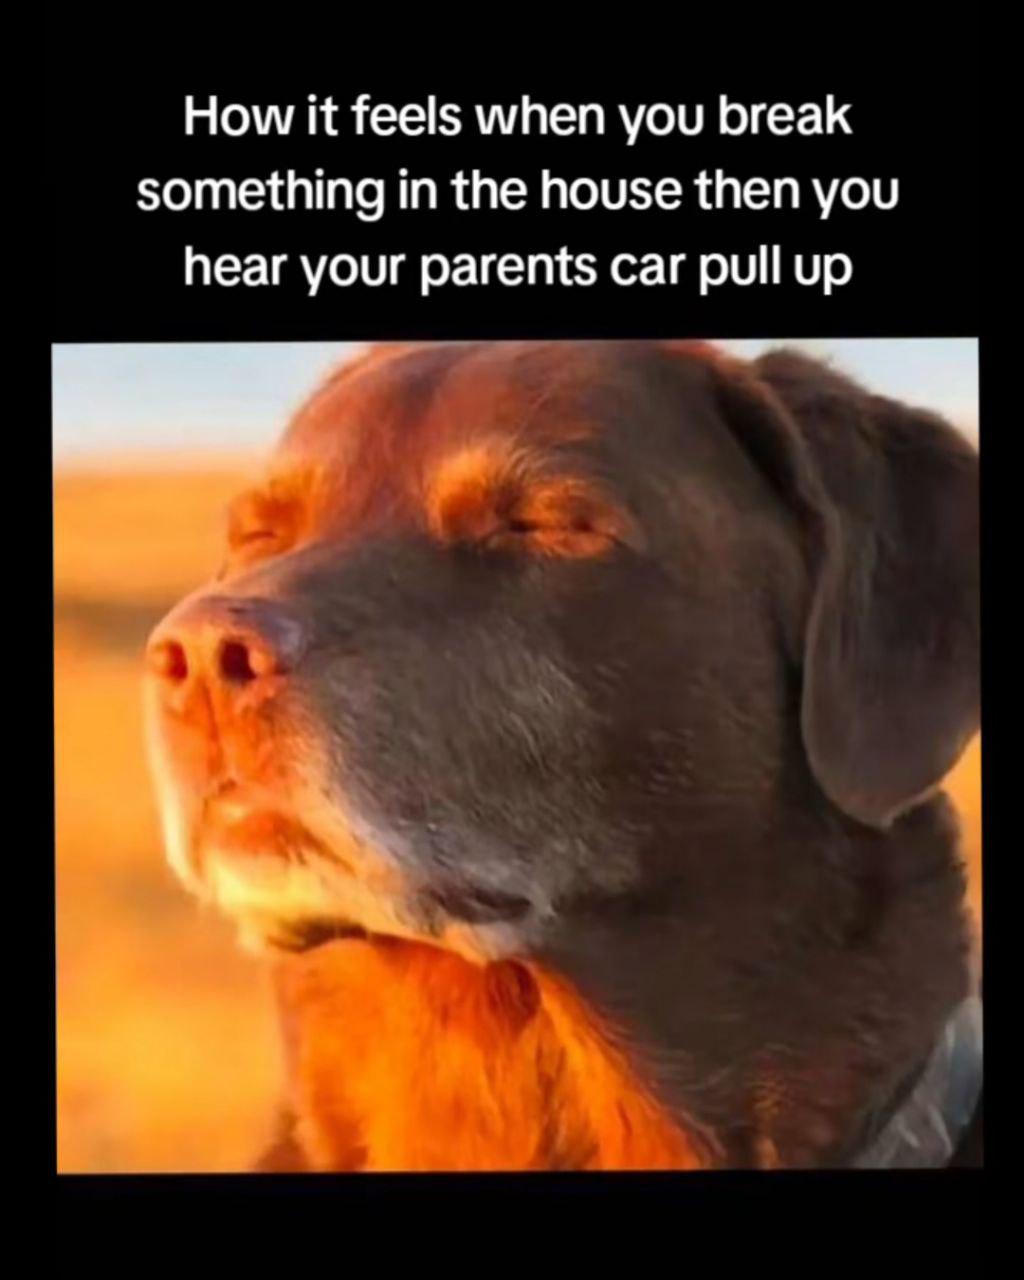 How it feels when you break
something in the house then you
hear your parents car pull up